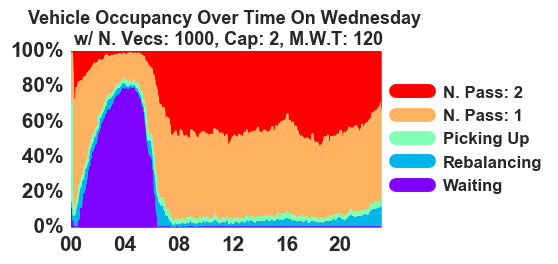 Vehicle Occupancy Over Time On Wednesday
w/ N. Vecs: 1000, Cap: 2, M.W.T: 120
100%
80%
60%
40%
20%
0%
00 04 08 12 16 20
N. Pass: 2
N. Pass: 1
Picking Up
Rebalancing
Waiting